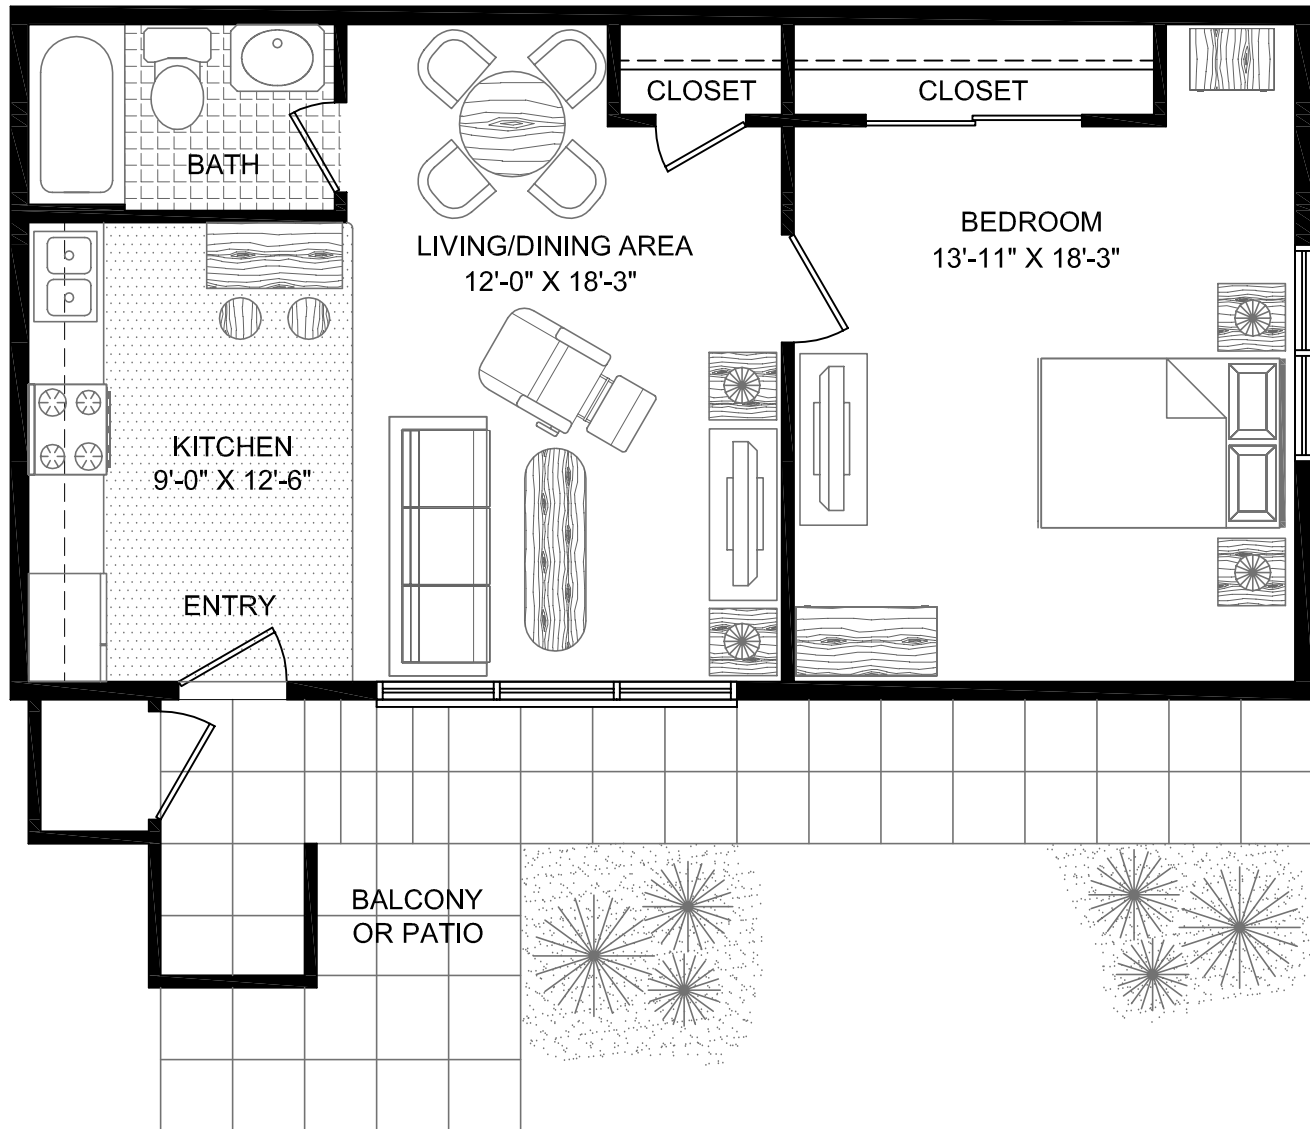 CLOSET
CLOSET
BATH
LIVING/DINING AREA
12'-0" X 18'-3"
BEDROOM
13'-11" X 18'-3"
KITCHEN
9'-0" X 12'-6"
ENTRY
BALCONY
OR PATIO